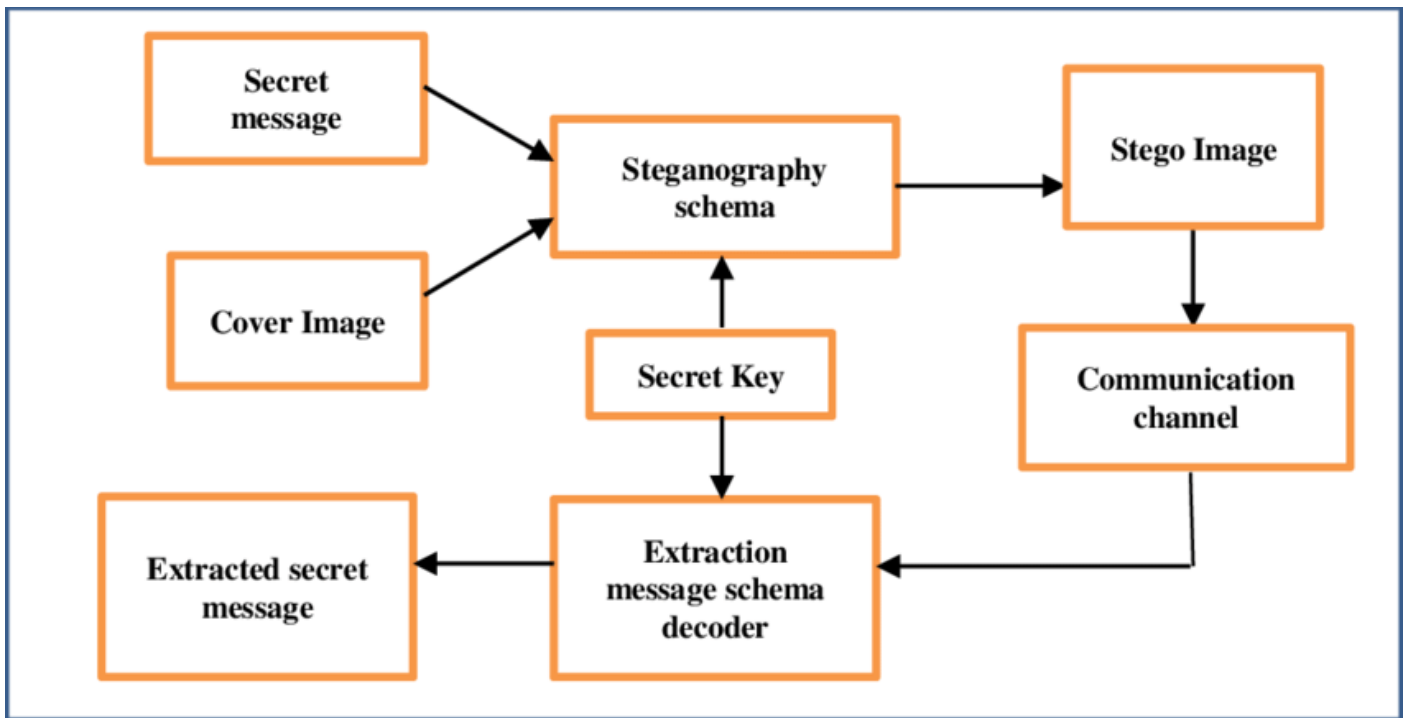 Secret
message
Steganography
schema
Stego Image
Cover Image
Secret Key
Communication
channel
Extracted secret
message
Extraction
message schema
decoder